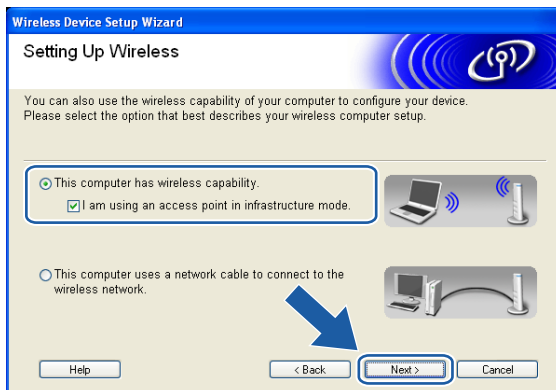 Wireless Device Setup Wizard
Setting Up Wireless
You can also use the wireless capability of your computer to configure your device.
Please select the option that best describes your wireless computer setup.
This computer has wireless capability.
I am using an access point in infrastructure mode.
This computer uses a network cable to connect to the
wireless network.
Help
< Back
Next >
Cancel